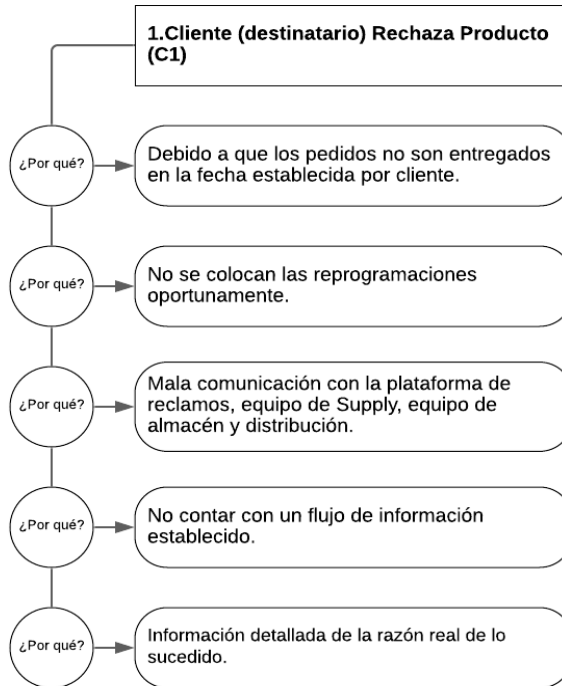 1.Cliente (destinatario) Rechaza Producto
(C1)
¿Por qué?
Debido a que los pedidos no son entregados
en la fecha establecida por cliente.
¿Por qué?
No se colocan las reprogramaciones
oportunamente.
¿Por qué?
Mala comunicación con la plataforma de
reclamos, equipo de Supply, equipo de
almacén y distribución.
¿Por qué?
No contar con un flujo de información
establecido.
¿Por qué?
Información detallada de la razón real de lo
sucedido.